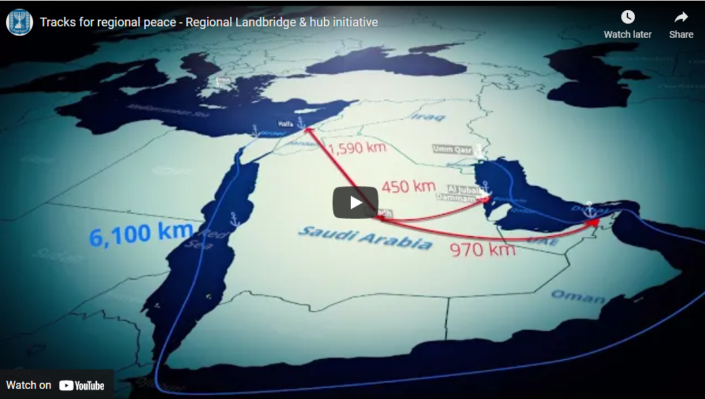 Tracks for regional peace - Regional Landbridge & hub initiative
Watch later
Share
Mediterranean Sea
Haifa
Iraq
1,590 km
Umm Qasr
450 km
Al Jubail
Dammam
6,100 km
Red
Sea
Saudi Arabia
UAE
970 km
Oman
Watch on YouTube